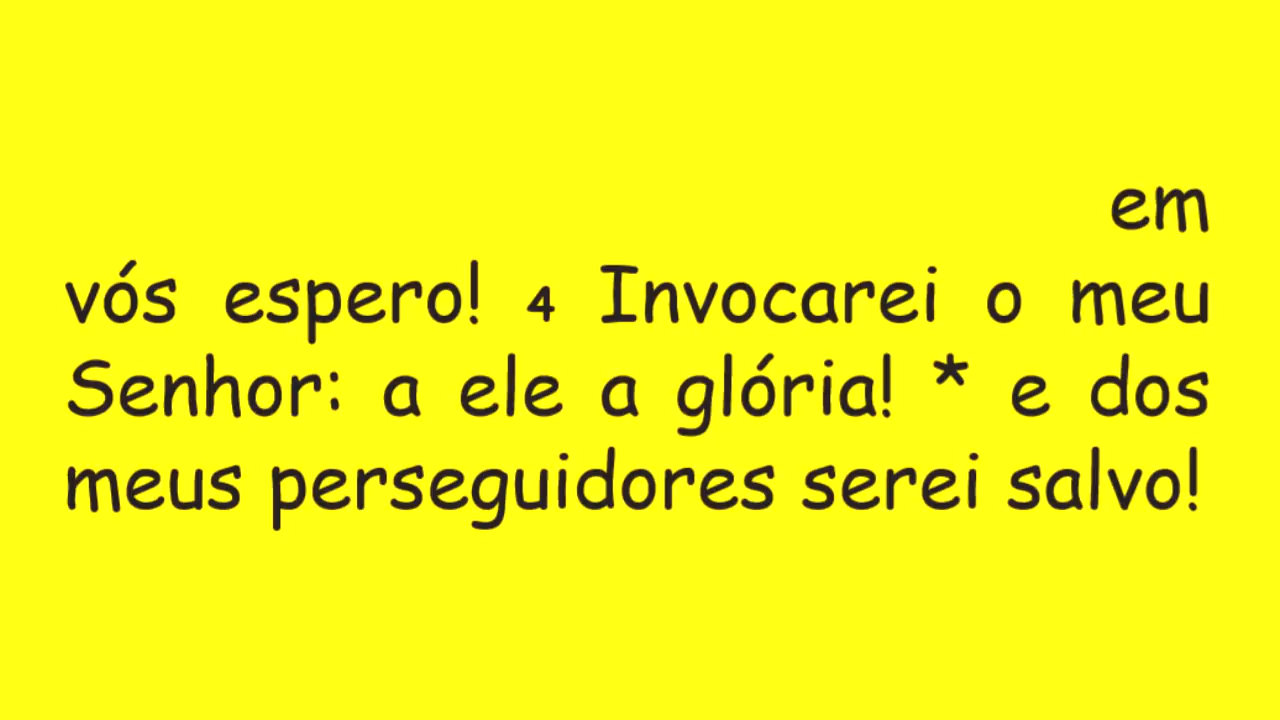 em
vós espero! 4 Invocarei o meu
Senhor: a ele a glória! * e dos
meus perseguidores serei salvo!